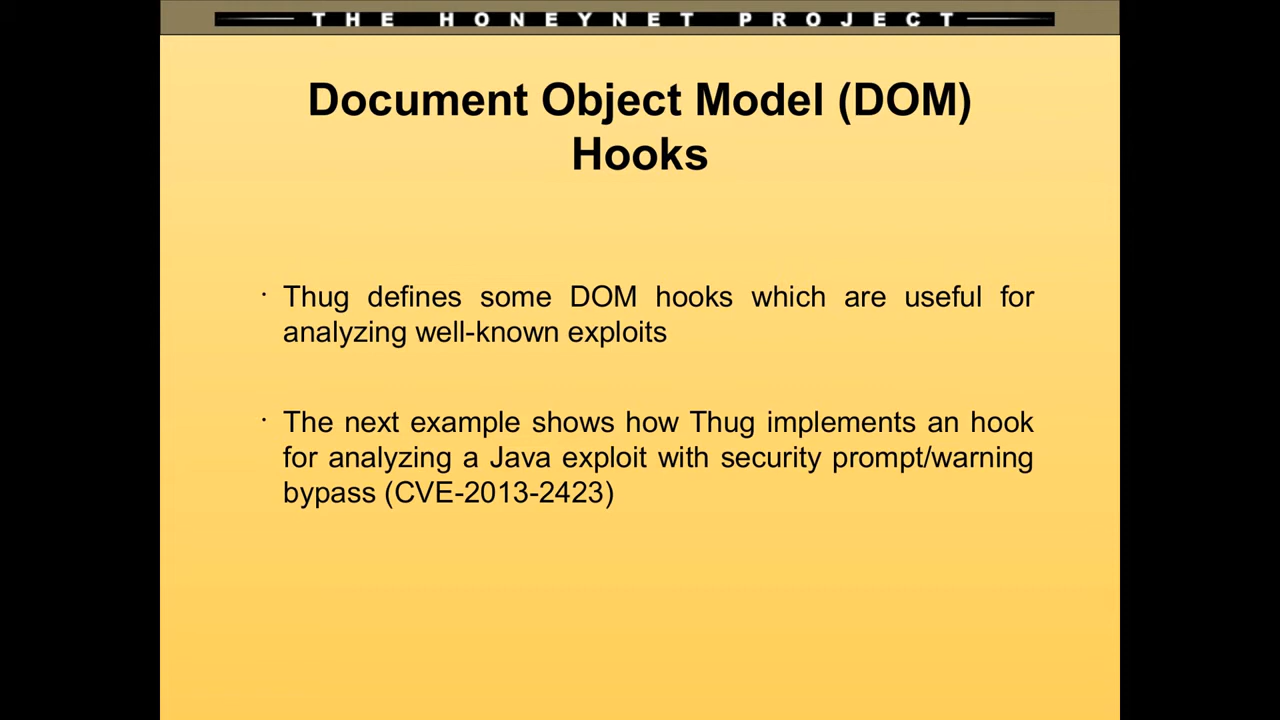 THE HONEYNET PROJECT
Document Object Model (DOM)
Hooks
· Thug defines some DOM hooks which are useful for
analyzing well-known exploits
· The next example shows how Thug implements an hook
for analyzing a Java exploit with security prompt/warning
bypass (CVE-2013-2423)